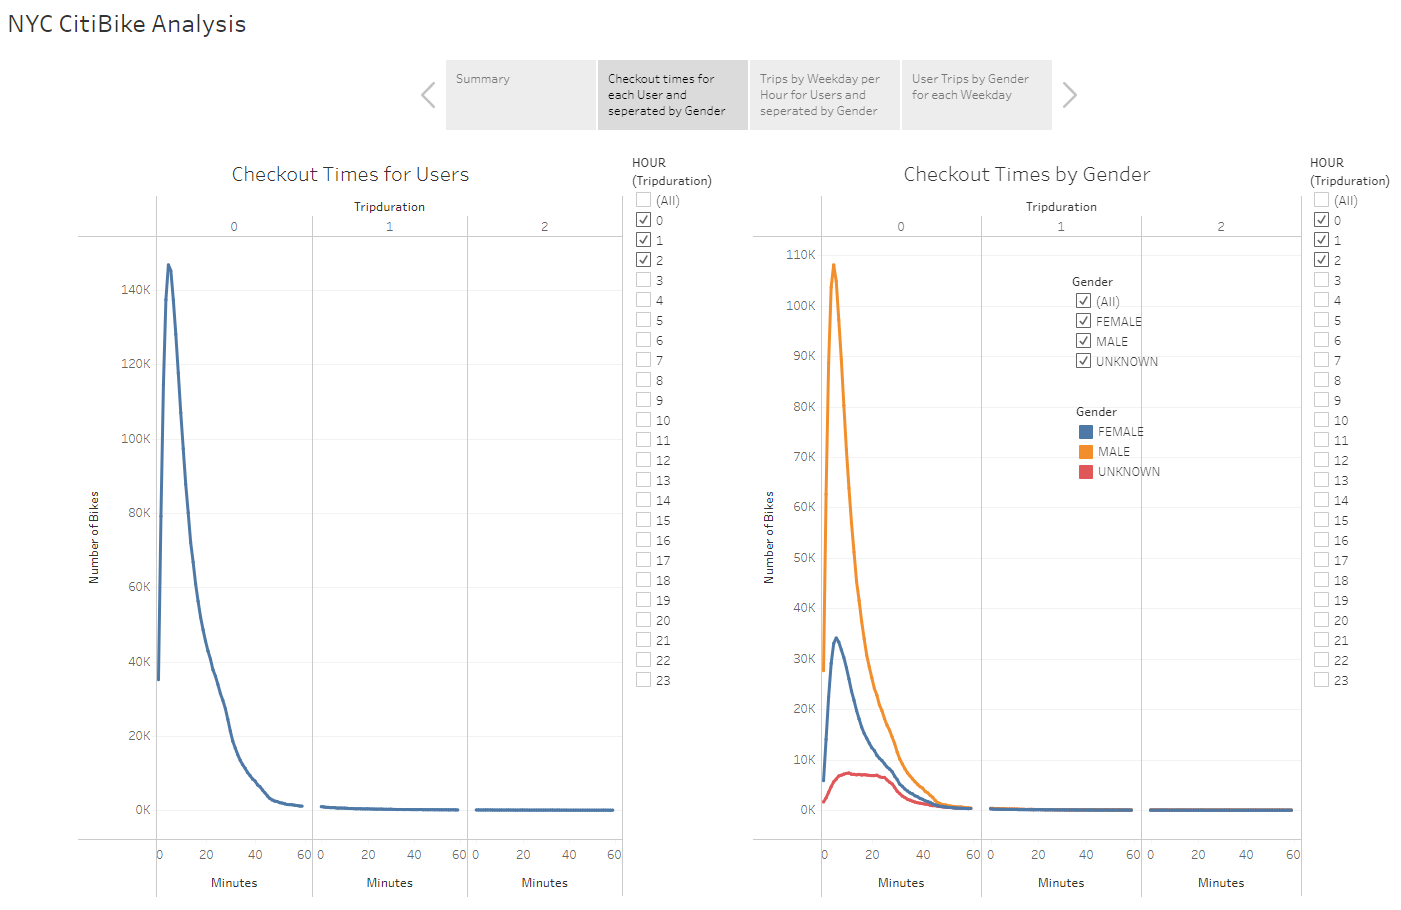 NYC CitiBike Analysis
Summary
Checkout times for
each User and
seperated by Gender
Trips by Weekday per
Hour for Users and
seperated by Gender
User Trips by Gender
for each Weekday
Checkout Times for Users
Tripduration
0 1 2
140K
120K
100K
80K
60K
40K
20K
0K
Number of Bikes
0 20 40 60 0 20 40 60 0 20 40 60
Minutes Minutes Minutes
HOUR
(Tripduration)
(All)
0
1
2
3
4
5
6
7
8
9
10
11
12
13
14
15
16
17
18
19
20
21
22
23
Checkout Times by Gender
Tripduration
0 1 2
110K
100K
90K
80K
70K
60K
50K
40K
30K
20K
10K
0K
Number of Bikes
Gender
(All)
FEMALE
MALE
UNKNOWN
Gender
FEMALE
MALE
UNKNOWN
0 20 40 60 0 20 40 60 0 20 40 60
Minutes Minutes Minutes
HOUR
(Tripduration)
(All)
0
1
2
3
4
5
6
7
8
9
10
11
12
13
14
15
16
17
18
19
20
21
22
23